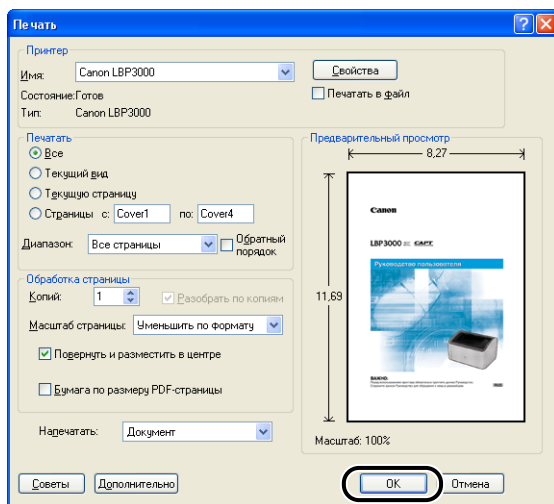 Печать
Принтер
Имя: Canon LBP3000 Свойства
Состояние: Готов Печатать в файл
Тип: Canon LBP3000
Печатать
Все
Текущий вид
Текущую страницу
Страницы с: Cover1 по: Cover4
Диапазон: Все страницы Обратный порядок
Обработка страницы
Копий: 1 Разобрать по копиям
Масштаб страницы: Уменьшить по формату
Повернуть и разместить в центре
Бумага по размеру PDF-страницы
Напечатать: Документ
Предварительный просмотр
8,27
11,69
Canon
LBP3000 CAPT
Руководство пользователя
Масштаб: 100%
Советы Дополнительно OK Отмена